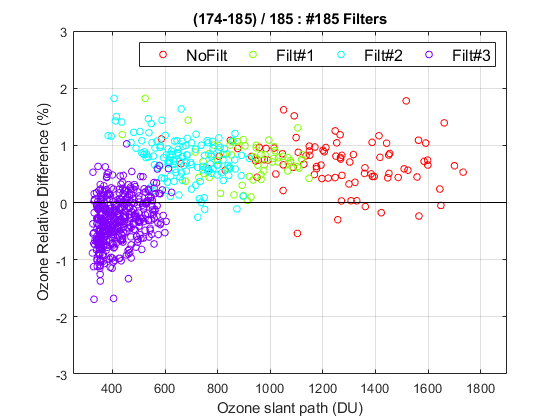 (174-185) / 185 : #185 Filters
NoFilt Filt#1 Filt#2 Filt#3
Ozone Relative Difference (%)
3
2
1
0
-1
-2
-3
400 600 800 1000 1200 1400 1600 1800
Ozone slant path (DU)